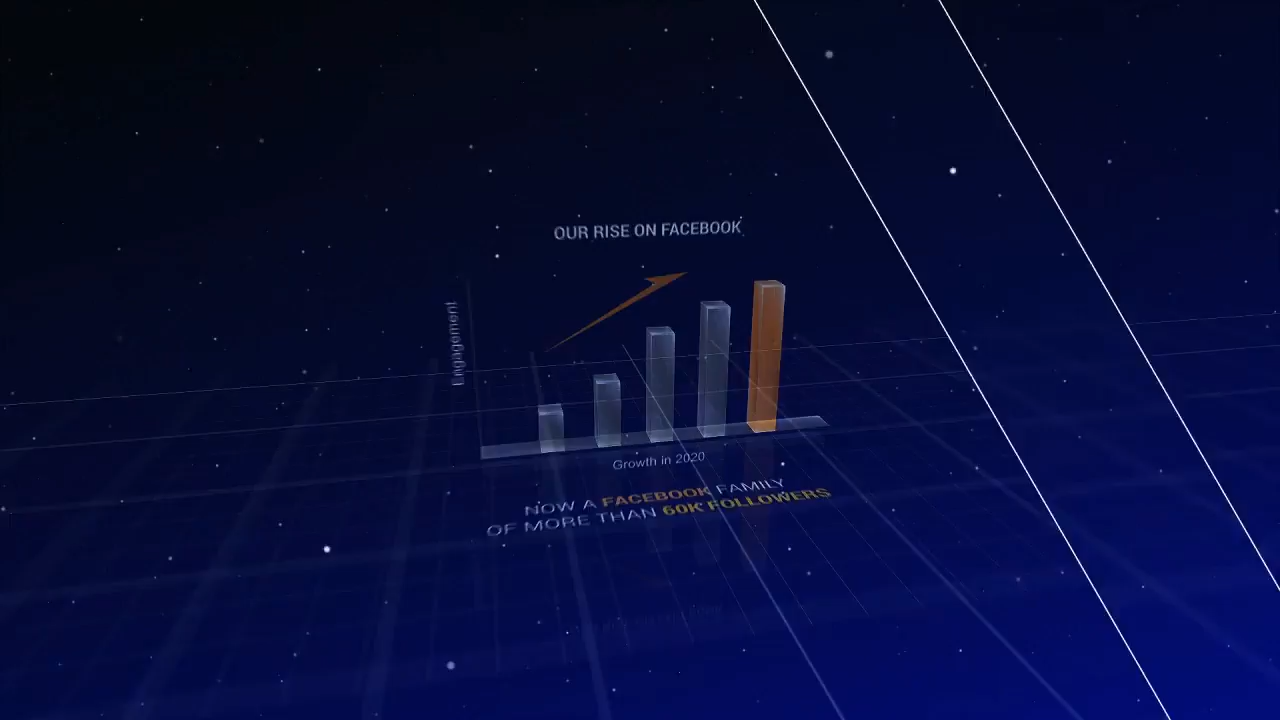 OUR RISE ON FACEBOOK
Engagement
Growth in 2020
NOW A FACEBOOK FAMILY
OF MORE THAN 60K FOLLOWERS